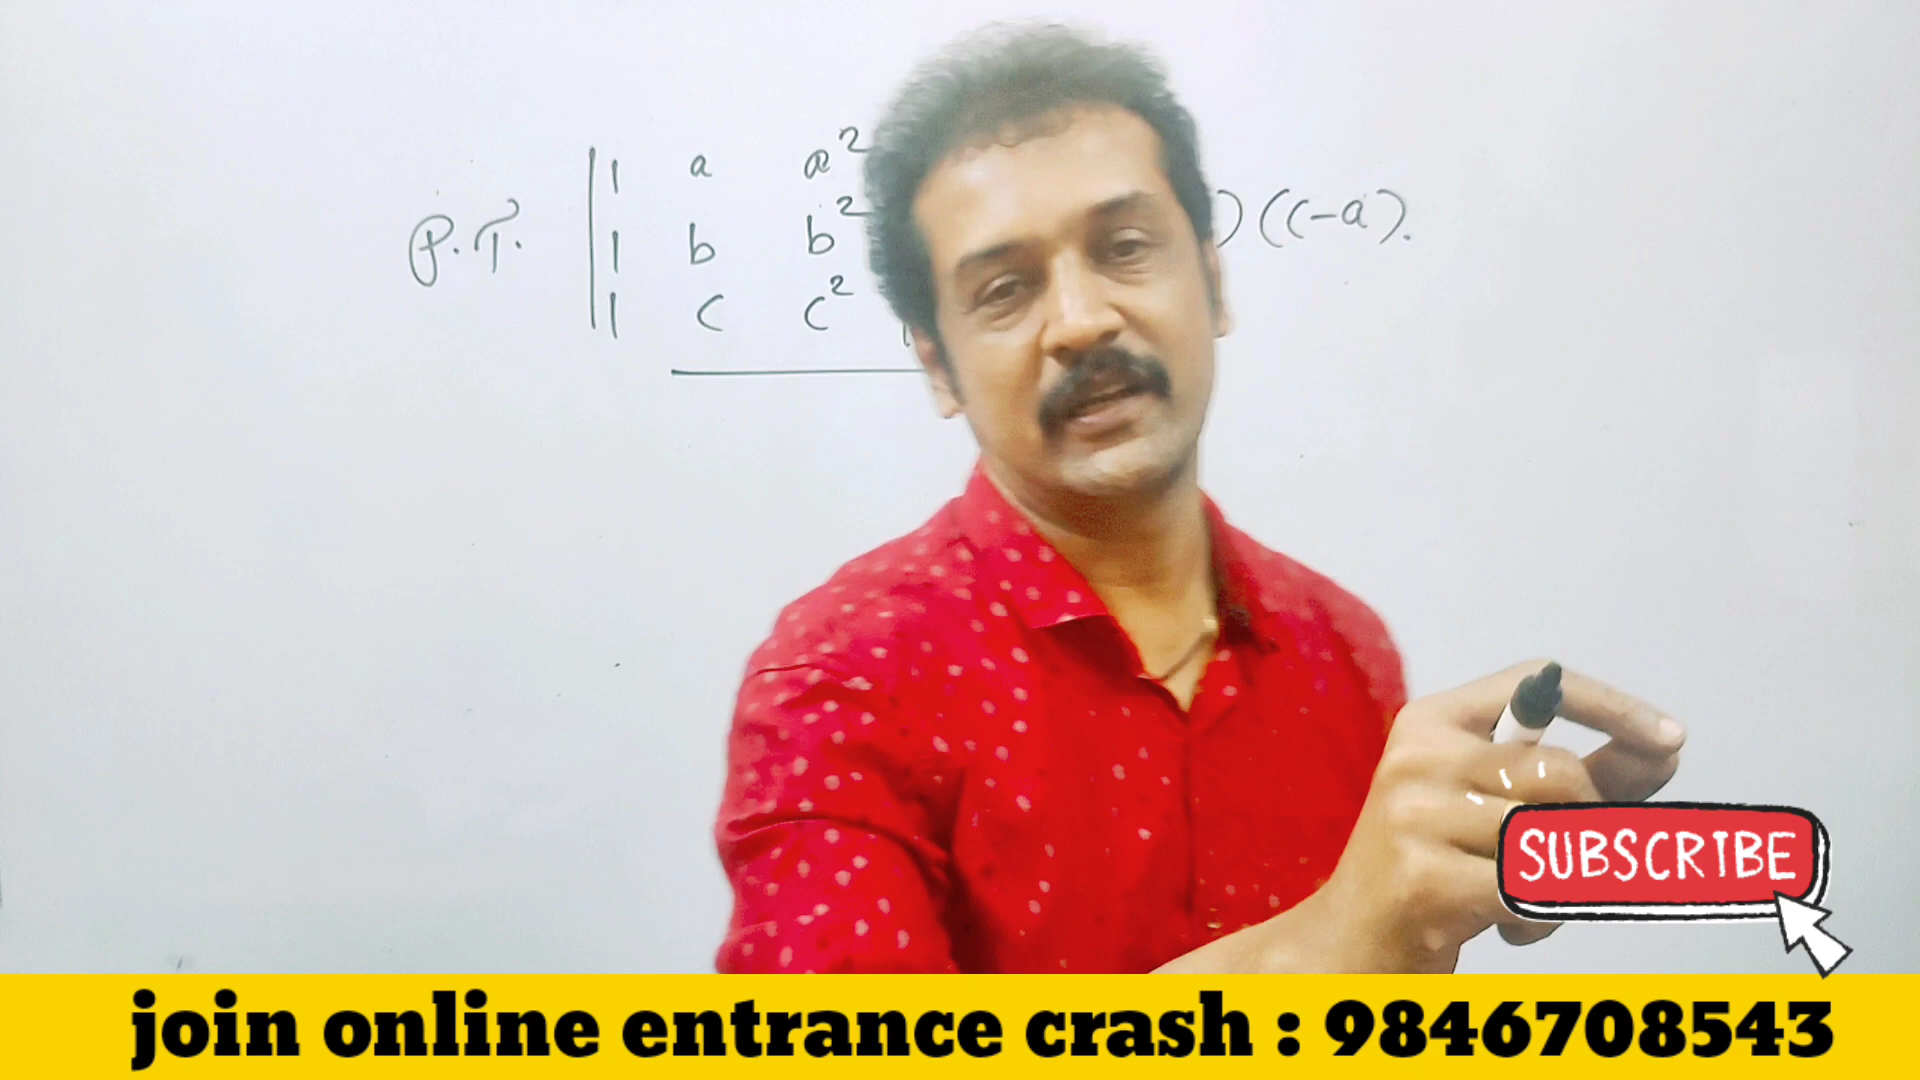 1 a a²
P.T. 1 b b² ) (c-a).
1 c c²
SUBSCRIBE
join online entrance crash : 9846708543